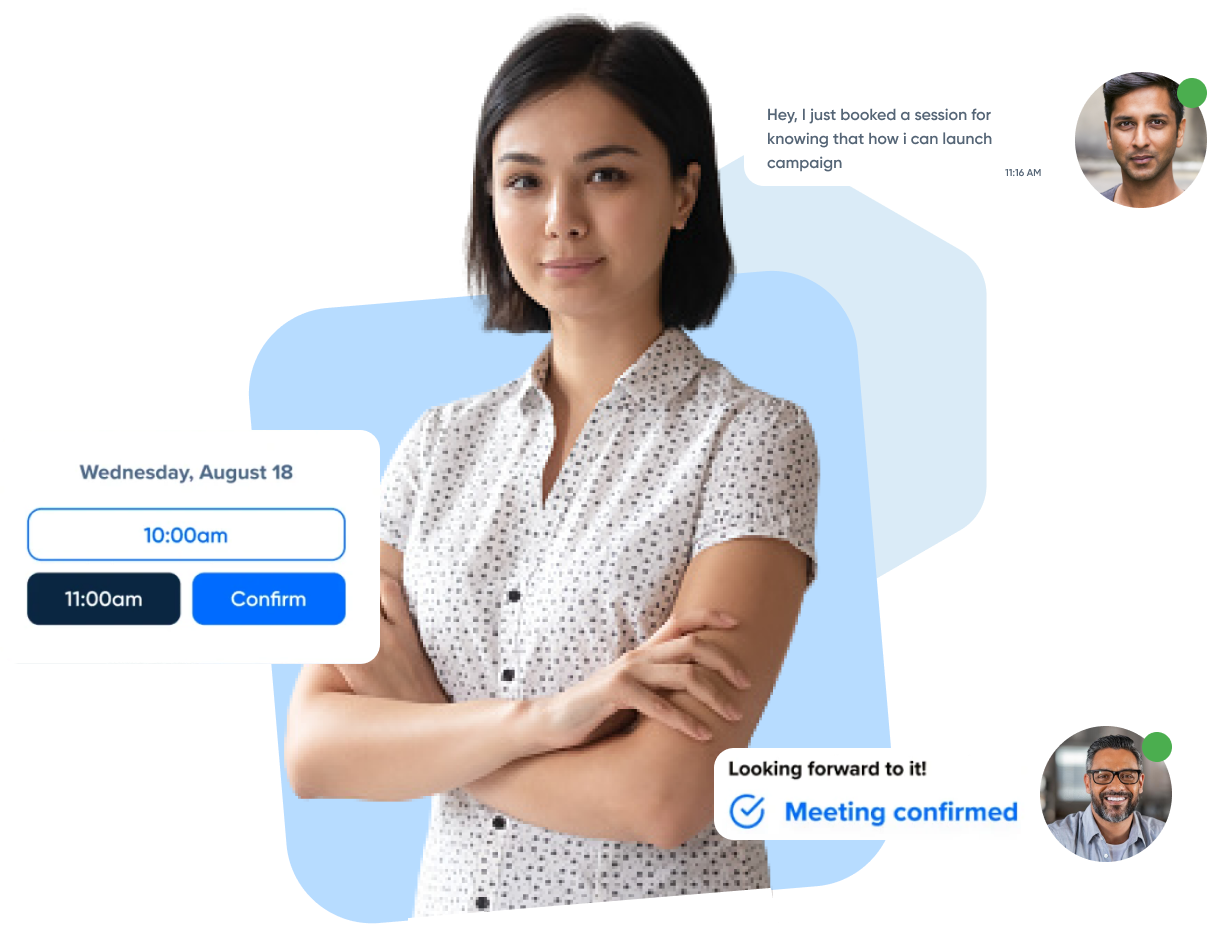 Hey, I just booked a session for
knowing that how i can launch
campaign
11:16 AM
Wednesday, August 18
10:00am
11:00am Confirm
Looking forward to it!
Meeting confirmed